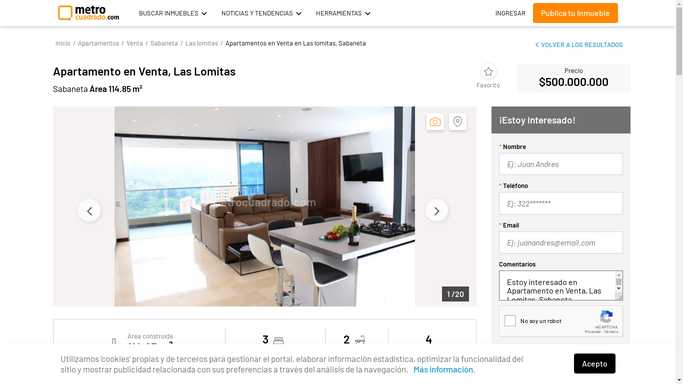 metro
cuadrado.com
BUSCAR INMUEBLES
NOTICIAS Y TENDENCIAS
HERRAMIENTAS
INGRESAR
Publica tu Inmueble
Inicio / Apartamentos / Venta / Sabaneta / Las lomitas / Apartamentos en Venta en Las lomitas, Sabaneta
VOLVER A LOS RESULTADOS
Apartamento en Venta, Las Lomitas
Sabaneta Área 114.85 m²
Favorito
Precio
$500.000.000
metrocuadrado.com
1 / 20
¡Estoy Interesado!
* Nombre
Ej: Juan Andres
* Teléfono
Ej: 322*******
* Email
Ej: juanandres@email.com
Comentarios
Estoy interesado en
Apartamento en Venta, Las
Lomitas, Sabaneta
No soy un robot
reCAPTCHA
Privacidad - Términos
Área construida
3
2
4
Utilizamos 'cookies' propias y de terceros para gestionar el portal, elaborar información estadística, optimizar la funcionalidad del
sitio y mostrar publicidad relacionada con sus preferencias a través del análisis de la navegación. Más información.
Acepto